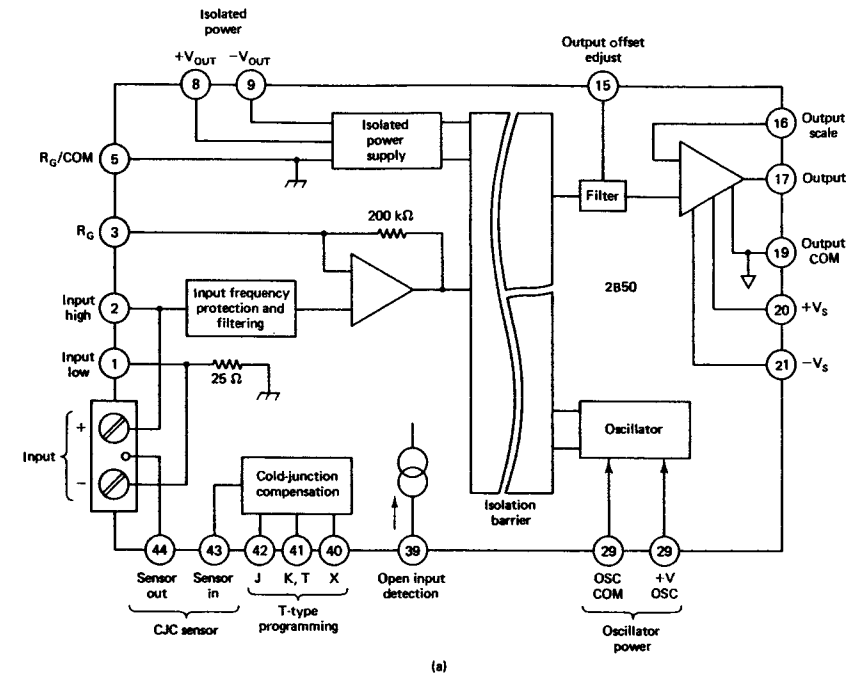 Isolated
power
+V_OUT
−V_OUT
8
9
Output offset
edjust
15
16
Output
scale
5
R_G/COM
Isolated
power
supply
17
Output
Filter
3
R_G
200 kΩ
19
Output
COM
2850
2
Input
high
Input frequency
protection and
filtering
20
+V_S
1
Input
low
25 Ω
21
−V_S
Input
+
−
Oscillator
Cold-junction
compensation
Isolation
barrier
44
43
42
41
40
39
29
29
Sensor
out
Sensor
in
J
K, T
X
Open input
detection
OSC
COM
+V
OSC
CJC sensor
T-type
programming
Oscillator
power
(a)